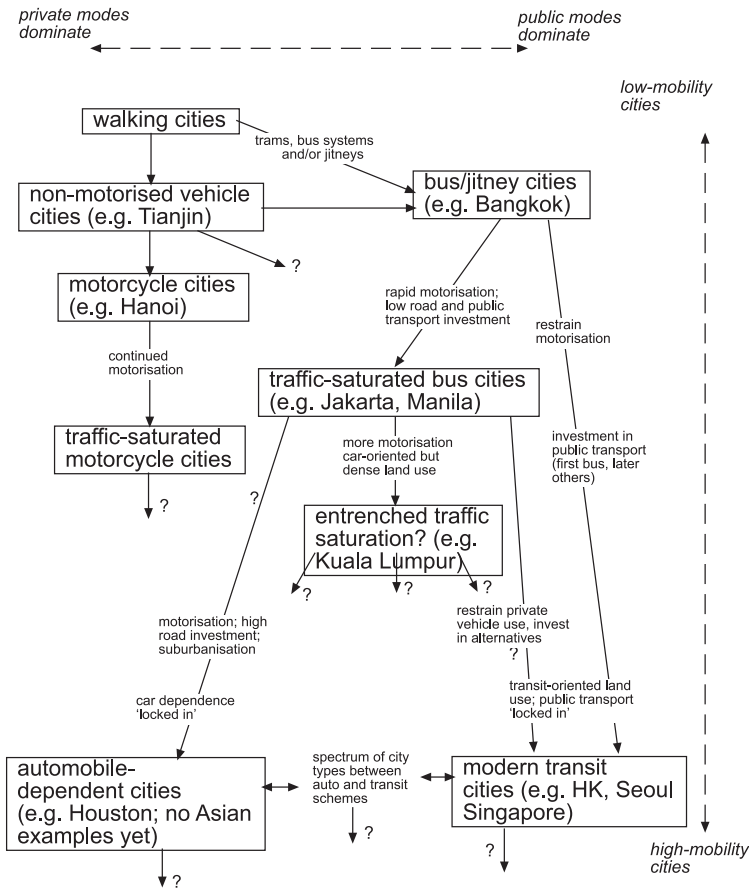 private modes
dominate
public modes
dominate
low-mobility
cities
walking cities
trams, bus systems
and/or jitneys
non-motorised vehicle
cities (e.g. Tianjin)
bus/jitney cities
(e.g. Bangkok)
?
motorcycle cities
(e.g. Hanoi)
rapid motorisation;
low road and public
transport investment
restrain
motorisation
continued
motorisation
traffic-saturated bus cities
(e.g. Jakarta, Manila)
traffic-saturated
motorcycle cities
more motorisation
car-oriented but
dense land use
investment in
public transport
(first bus, later
others)
?
?
entrenched traffic
saturation? (e.g.
Kuala Lumpur)
?
?
?
motorisation; high
road investment;
suburbanisation
restrain private
vehicle use, invest
in alternatives
?
car dependence
‘locked in’
transit-oriented land
use; public transport
‘locked in’
automobile-
dependent cities
(e.g. Houston; no Asian
examples yet)
spectrum of city
types between
auto and transit
schemes
modern transit
cities (e.g. HK, Seoul
Singapore)
?
?
?
high-mobility
cities